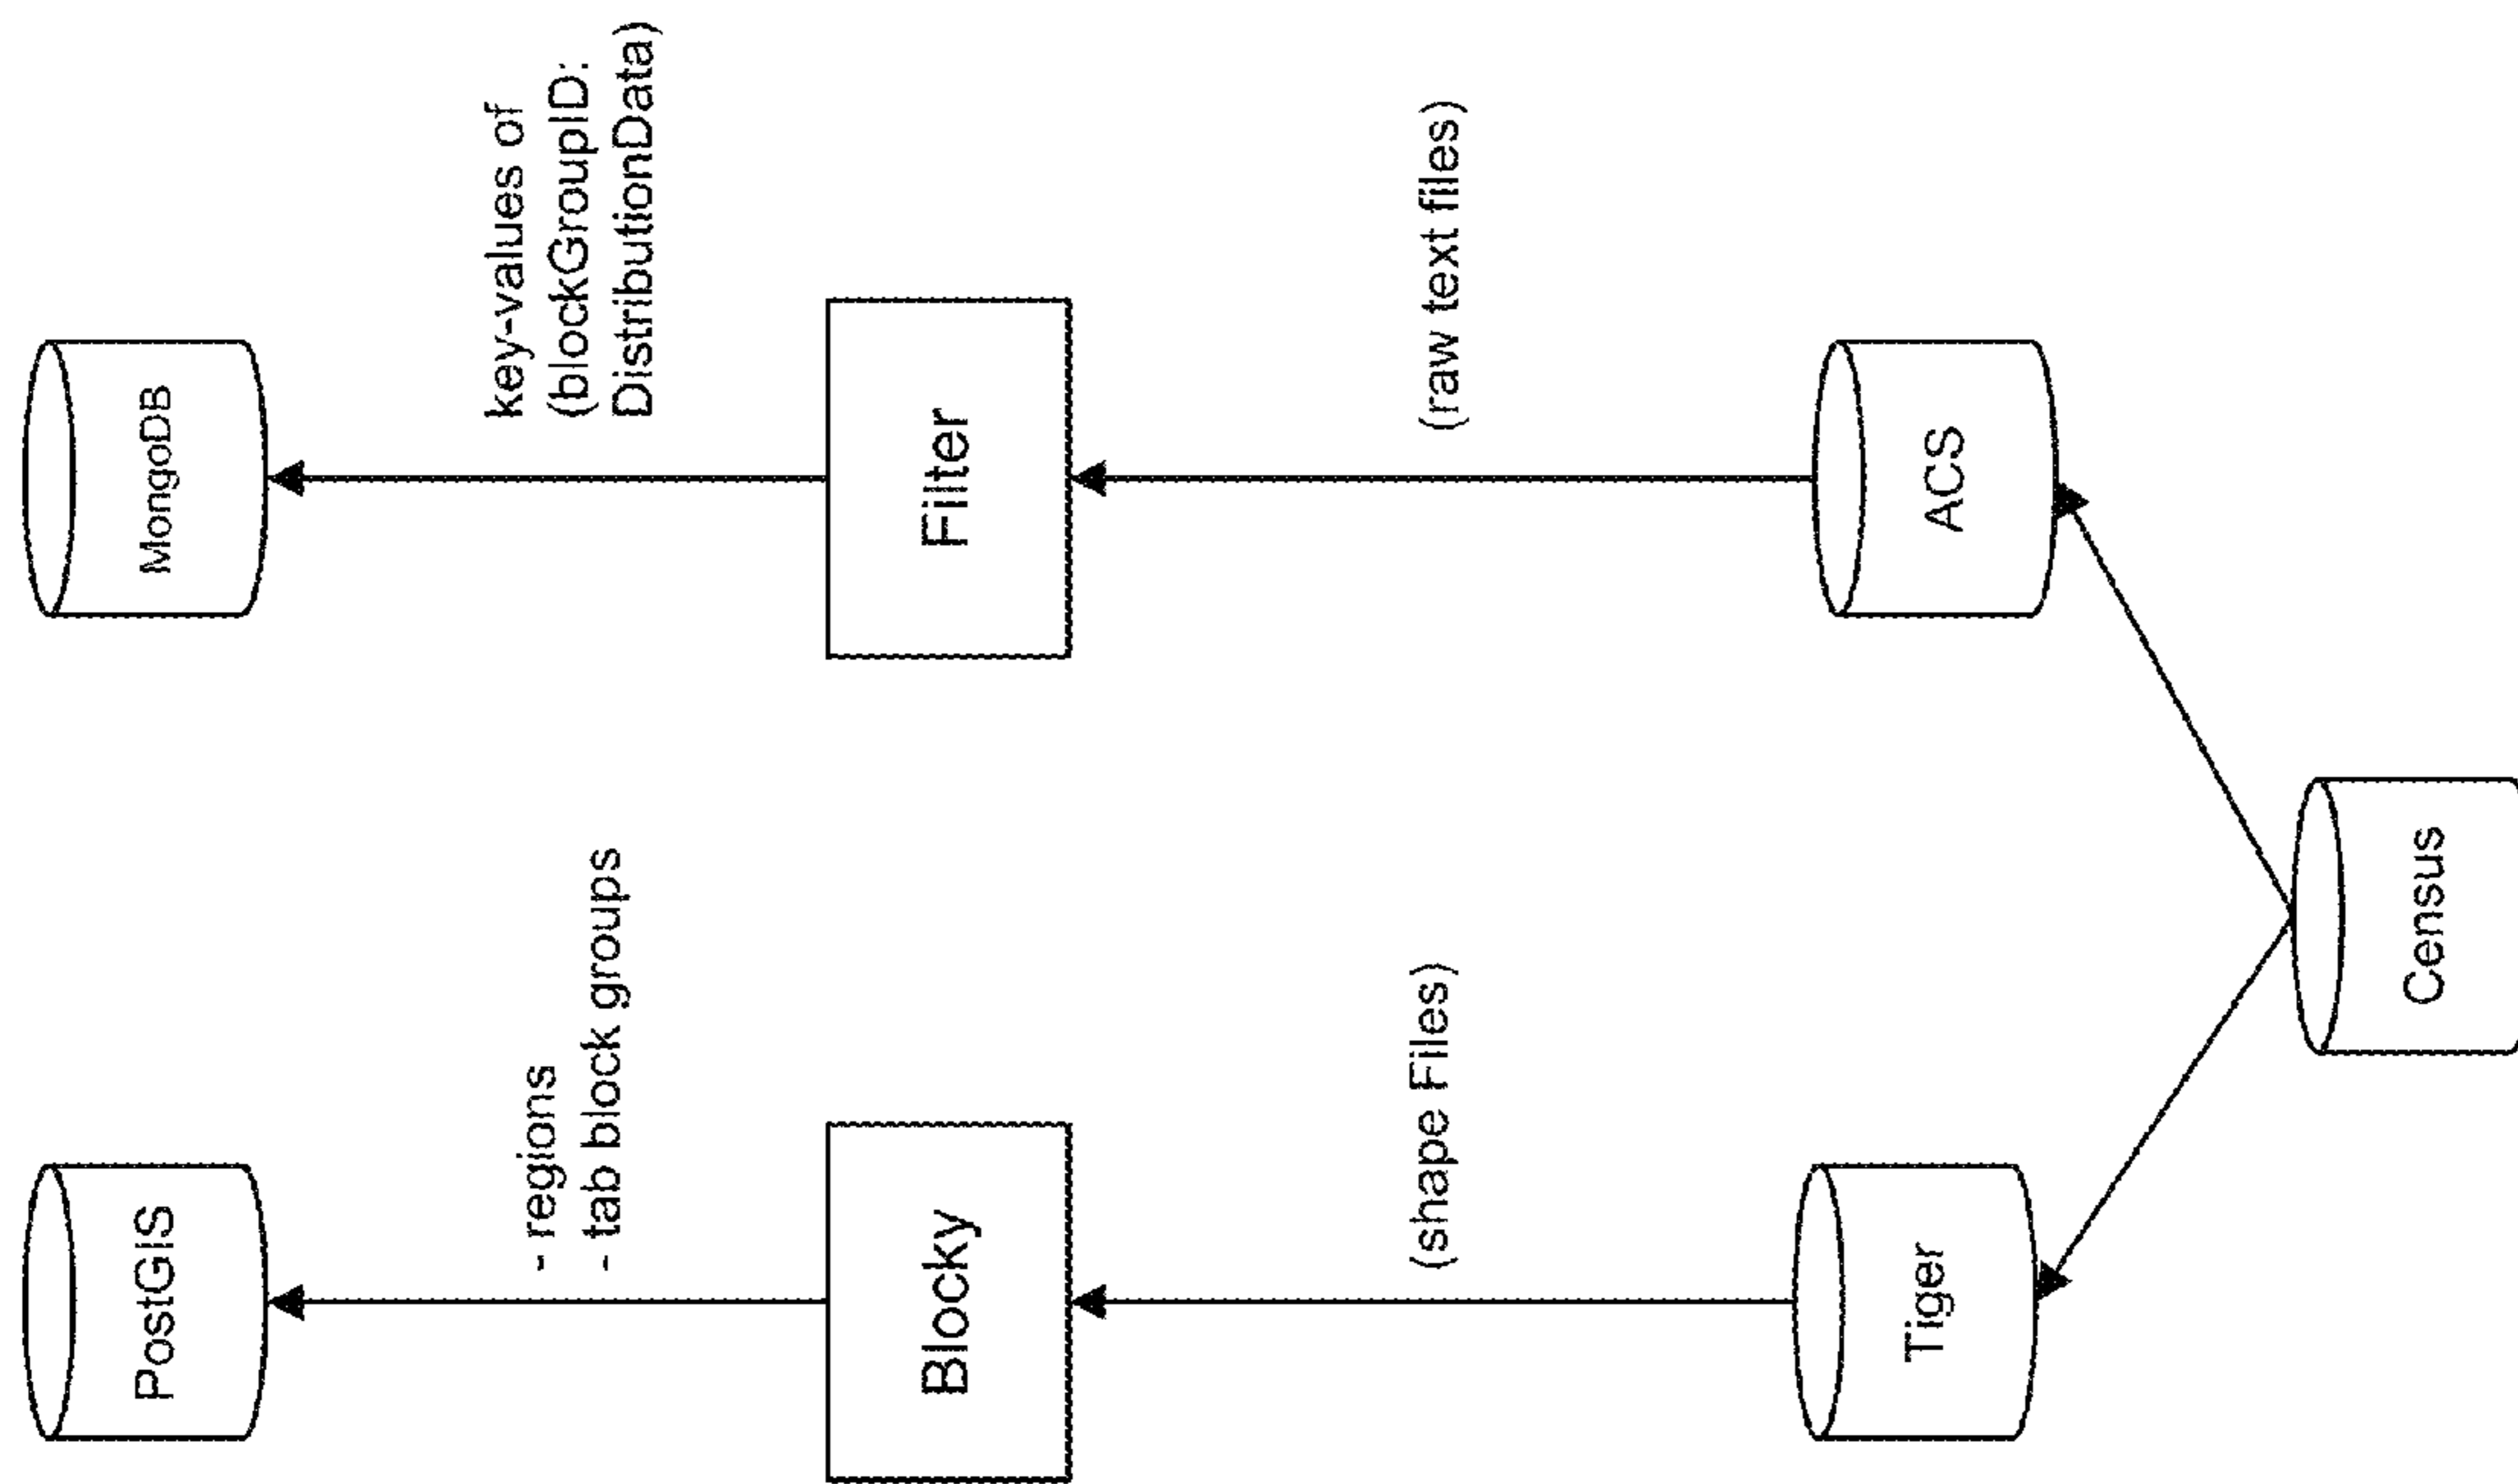 PostGIS
- regions
- tab block groups
Blocky
(shape Files)
Tiger
MongoDB
key-values of
(blockGroupID:
DistributionData)
Filter
(raw text files)
ACS
Census